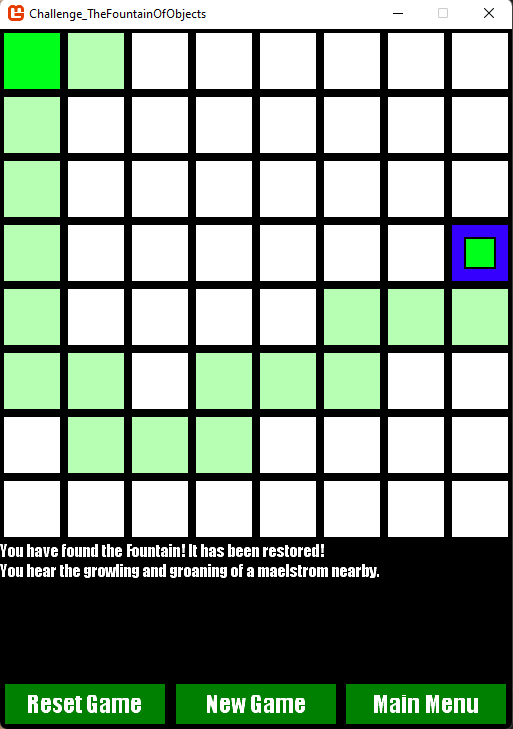 Challenge_TheFountainOfObjects
You have found the Fountain! It has been restored!
You hear the growling and groaning of a maelstrom nearby.
Reset Game
New Game
Main Menu